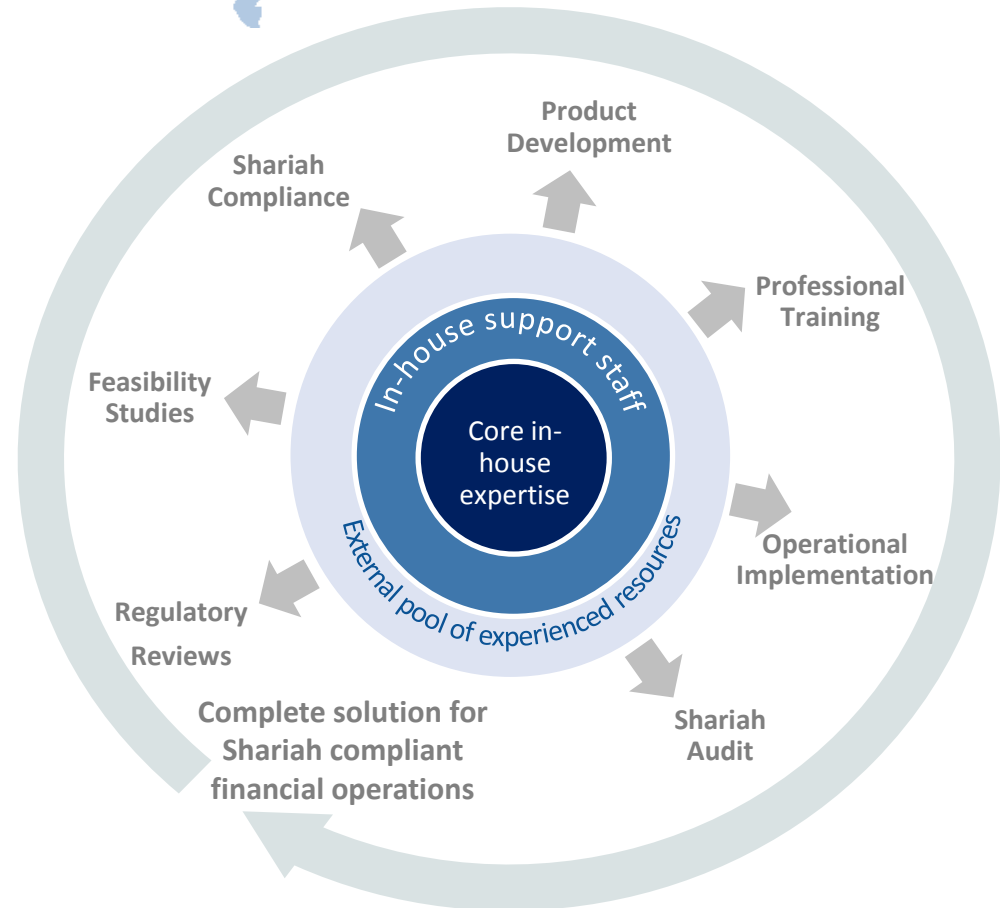 Product
Development
Shariah
Compliance
Professional
Training
Feasibility
Studies
In-house support staff
Core in-
house
expertise
External pool of experienced resources
Operational
Implementation
Regulatory
Reviews
Shariah
Audit
Complete solution for
Shariah compliant
financial operations